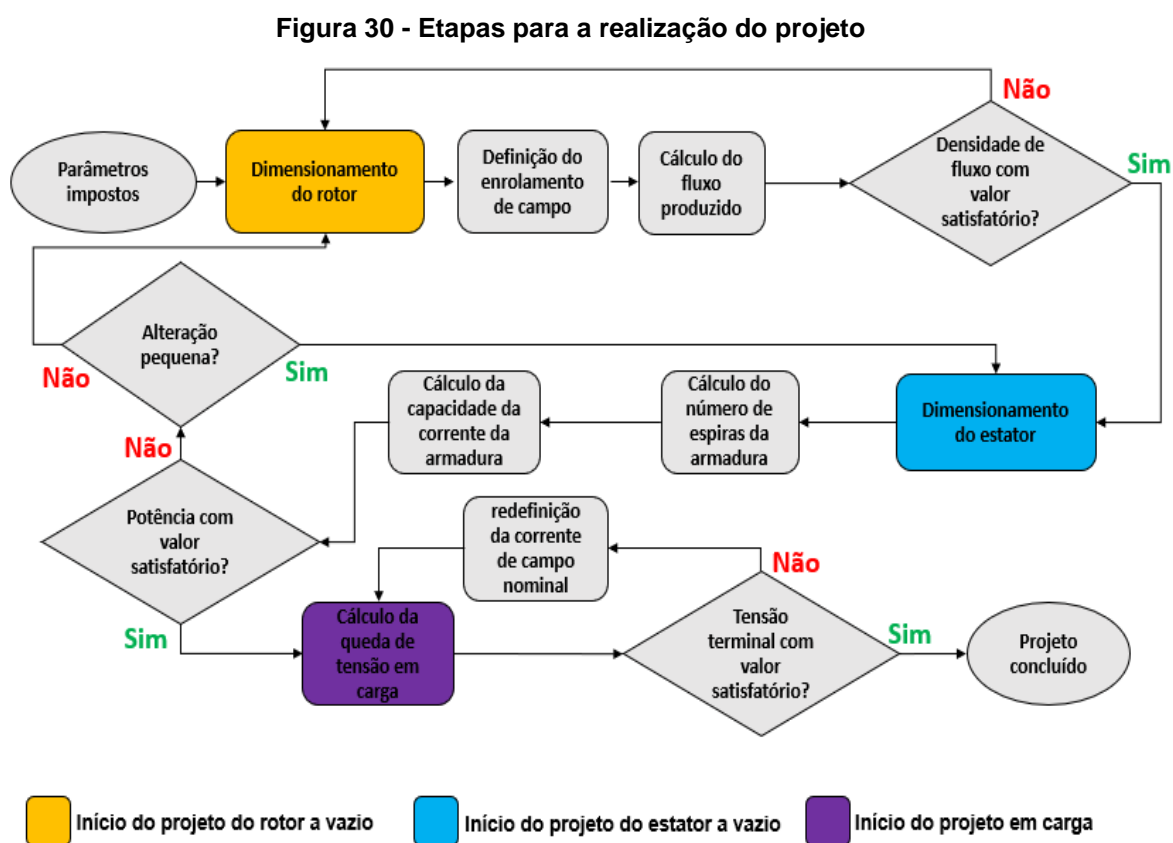 Figura 30 - Etapas para a realização do projeto
Parâmetros
impostos
Dimensionamento
do rotor
Definição do
enrolamento
de campo
Cálculo do
fluxo
produzido
Densidade de
fluxo com
valor
satisfatório?
Não
Sim
Alteração
pequena?
Não
Sim
Cálculo da
capacidade da
corrente da
armadura
Cálculo do
número de
espiras da
armadura
Dimensionamento
do estator
Não
Potência com
valor
satisfatório?
Sim
redefinição
da corrente
de campo
nominal
Não
Cálculo da
queda de
tensão em
carga
Tensão
terminal com
valor
satisfatório?
Sim
Projeto
concluído
Início do projeto do rotor a vazio
Início do projeto do estator a vazio
Início do projeto em carga